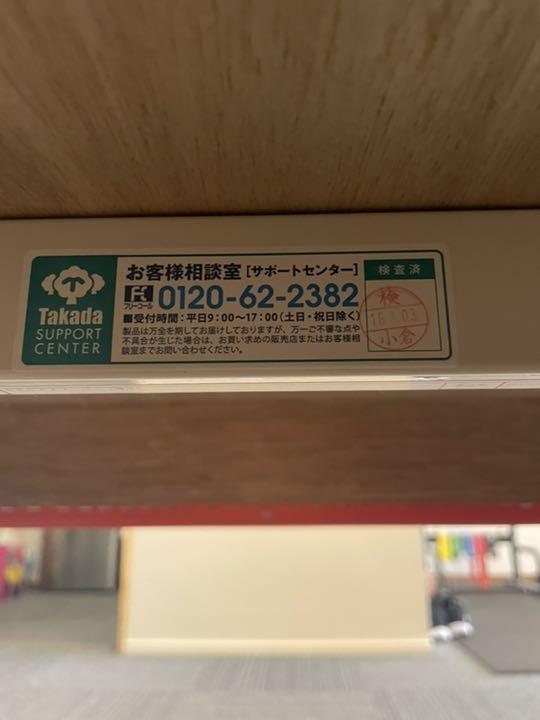 Takada
SUPPORT
CENTER
お客様相談室[サポートセンター]
フリーコール
0120-62-2382
■受付時間：平日9：00～17：00(土日・祝日除く)
製品は万全を期してお届けしておりますが、万一ご不審な点や
不具合が生じた場合は、お買い求めの販売店またはお客様相
談室までお問い合わせください。
検査済
検
小倉